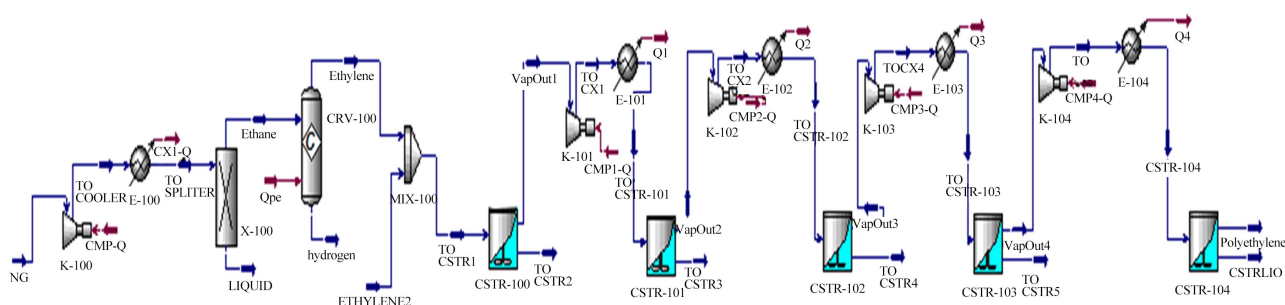 NG
K-100
CMP-Q
TO
COOLER
E-100
CX1-Q
TO
SPLITER
Ethane
X-100
LIQUID
Ethylene
C
CRV-100
Qpe
hydrogen
MIX-100
ETHYLENE2
TO
CSTR1
CSTR-100
TO
CSTR2
VapOut1
K-101
CMP1-Q
TO
CX1
E-101
Q1
TO
CSTR-101
CSTR-101
TO
CSTR3
VapOut2
K-102
CMP2-Q
TO
CX2
E-102
Q2
TO
CSTR-102
CSTR-102
TO
CSTR4
VapOut3
K-103
CMP3-Q
TOCX4
E-103
Q3
TO
CSTR-103
CSTR-103
TO
CSTR5
VapOut4
K-104
CMP4-Q
TO
E-104
Q4
CSTR-104
CSTR-104
Polyethylene
CSTRLIO